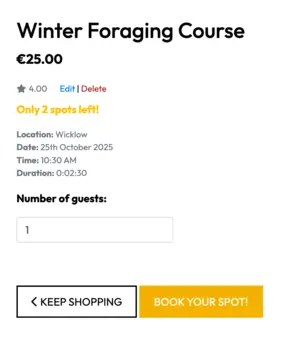 Winter Foraging Course
€25.00
4.00 Edit | Delete
Only 2 spots left!
Location: Wicklow
Date: 25th October 2025
Time: 10:30 AM
Duration: 0:02:30
Number of guests:
1
KEEP SHOPPING BOOK YOUR SPOT!